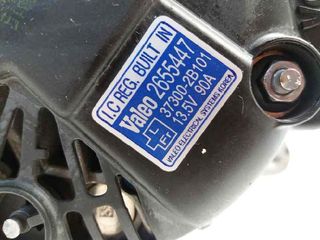 I.C REG. BUILT IN
Valeo 2655447
37300-2B101
13.5V 90A
VALEO ELECTRICAL SYSTEMS KOREA